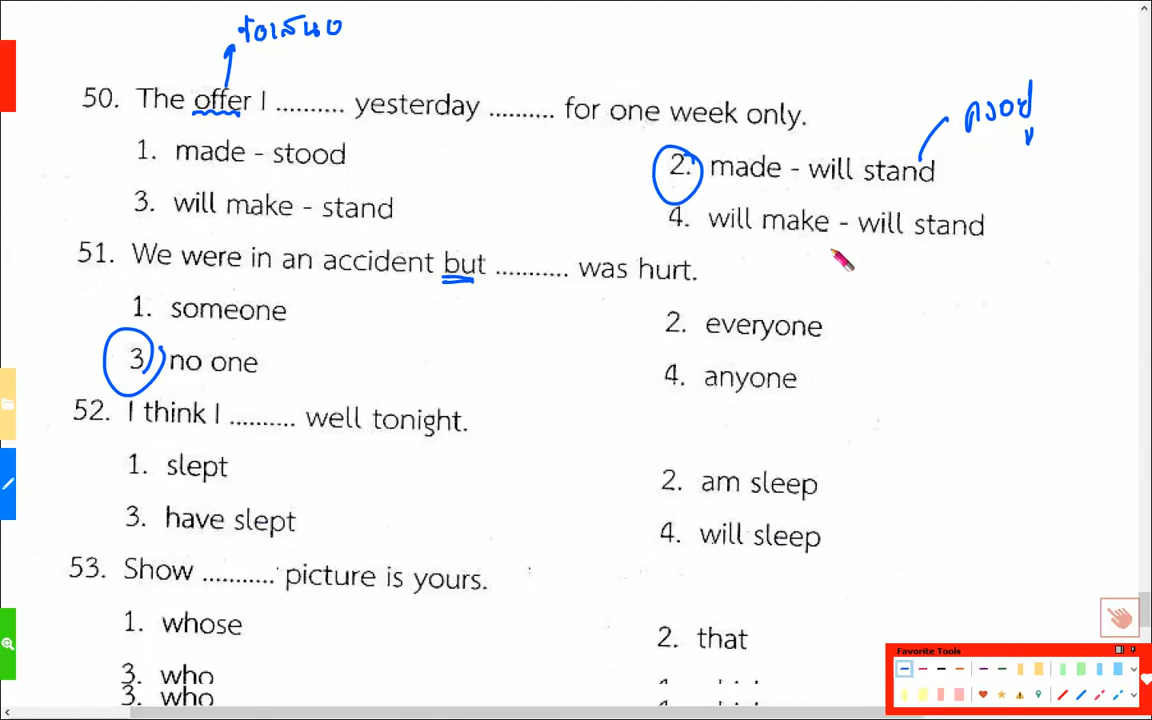 ข้อเสนอ
50. The offer I .......... yesterday .......... for one week only.
คงอยู่
1. made - stood
2. made - will stand
3. will make - stand
4. will make - will stand
51. We were in an accident but ........... was hurt.
1. someone
2. everyone
3. no one
4. anyone
52. I think I .......... well tonight.
1. slept
2. am sleep
3. have slept
4. will sleep
53. Show ........... picture is yours.
1. whose
2. that
3. who
3. who
Favorite Tools